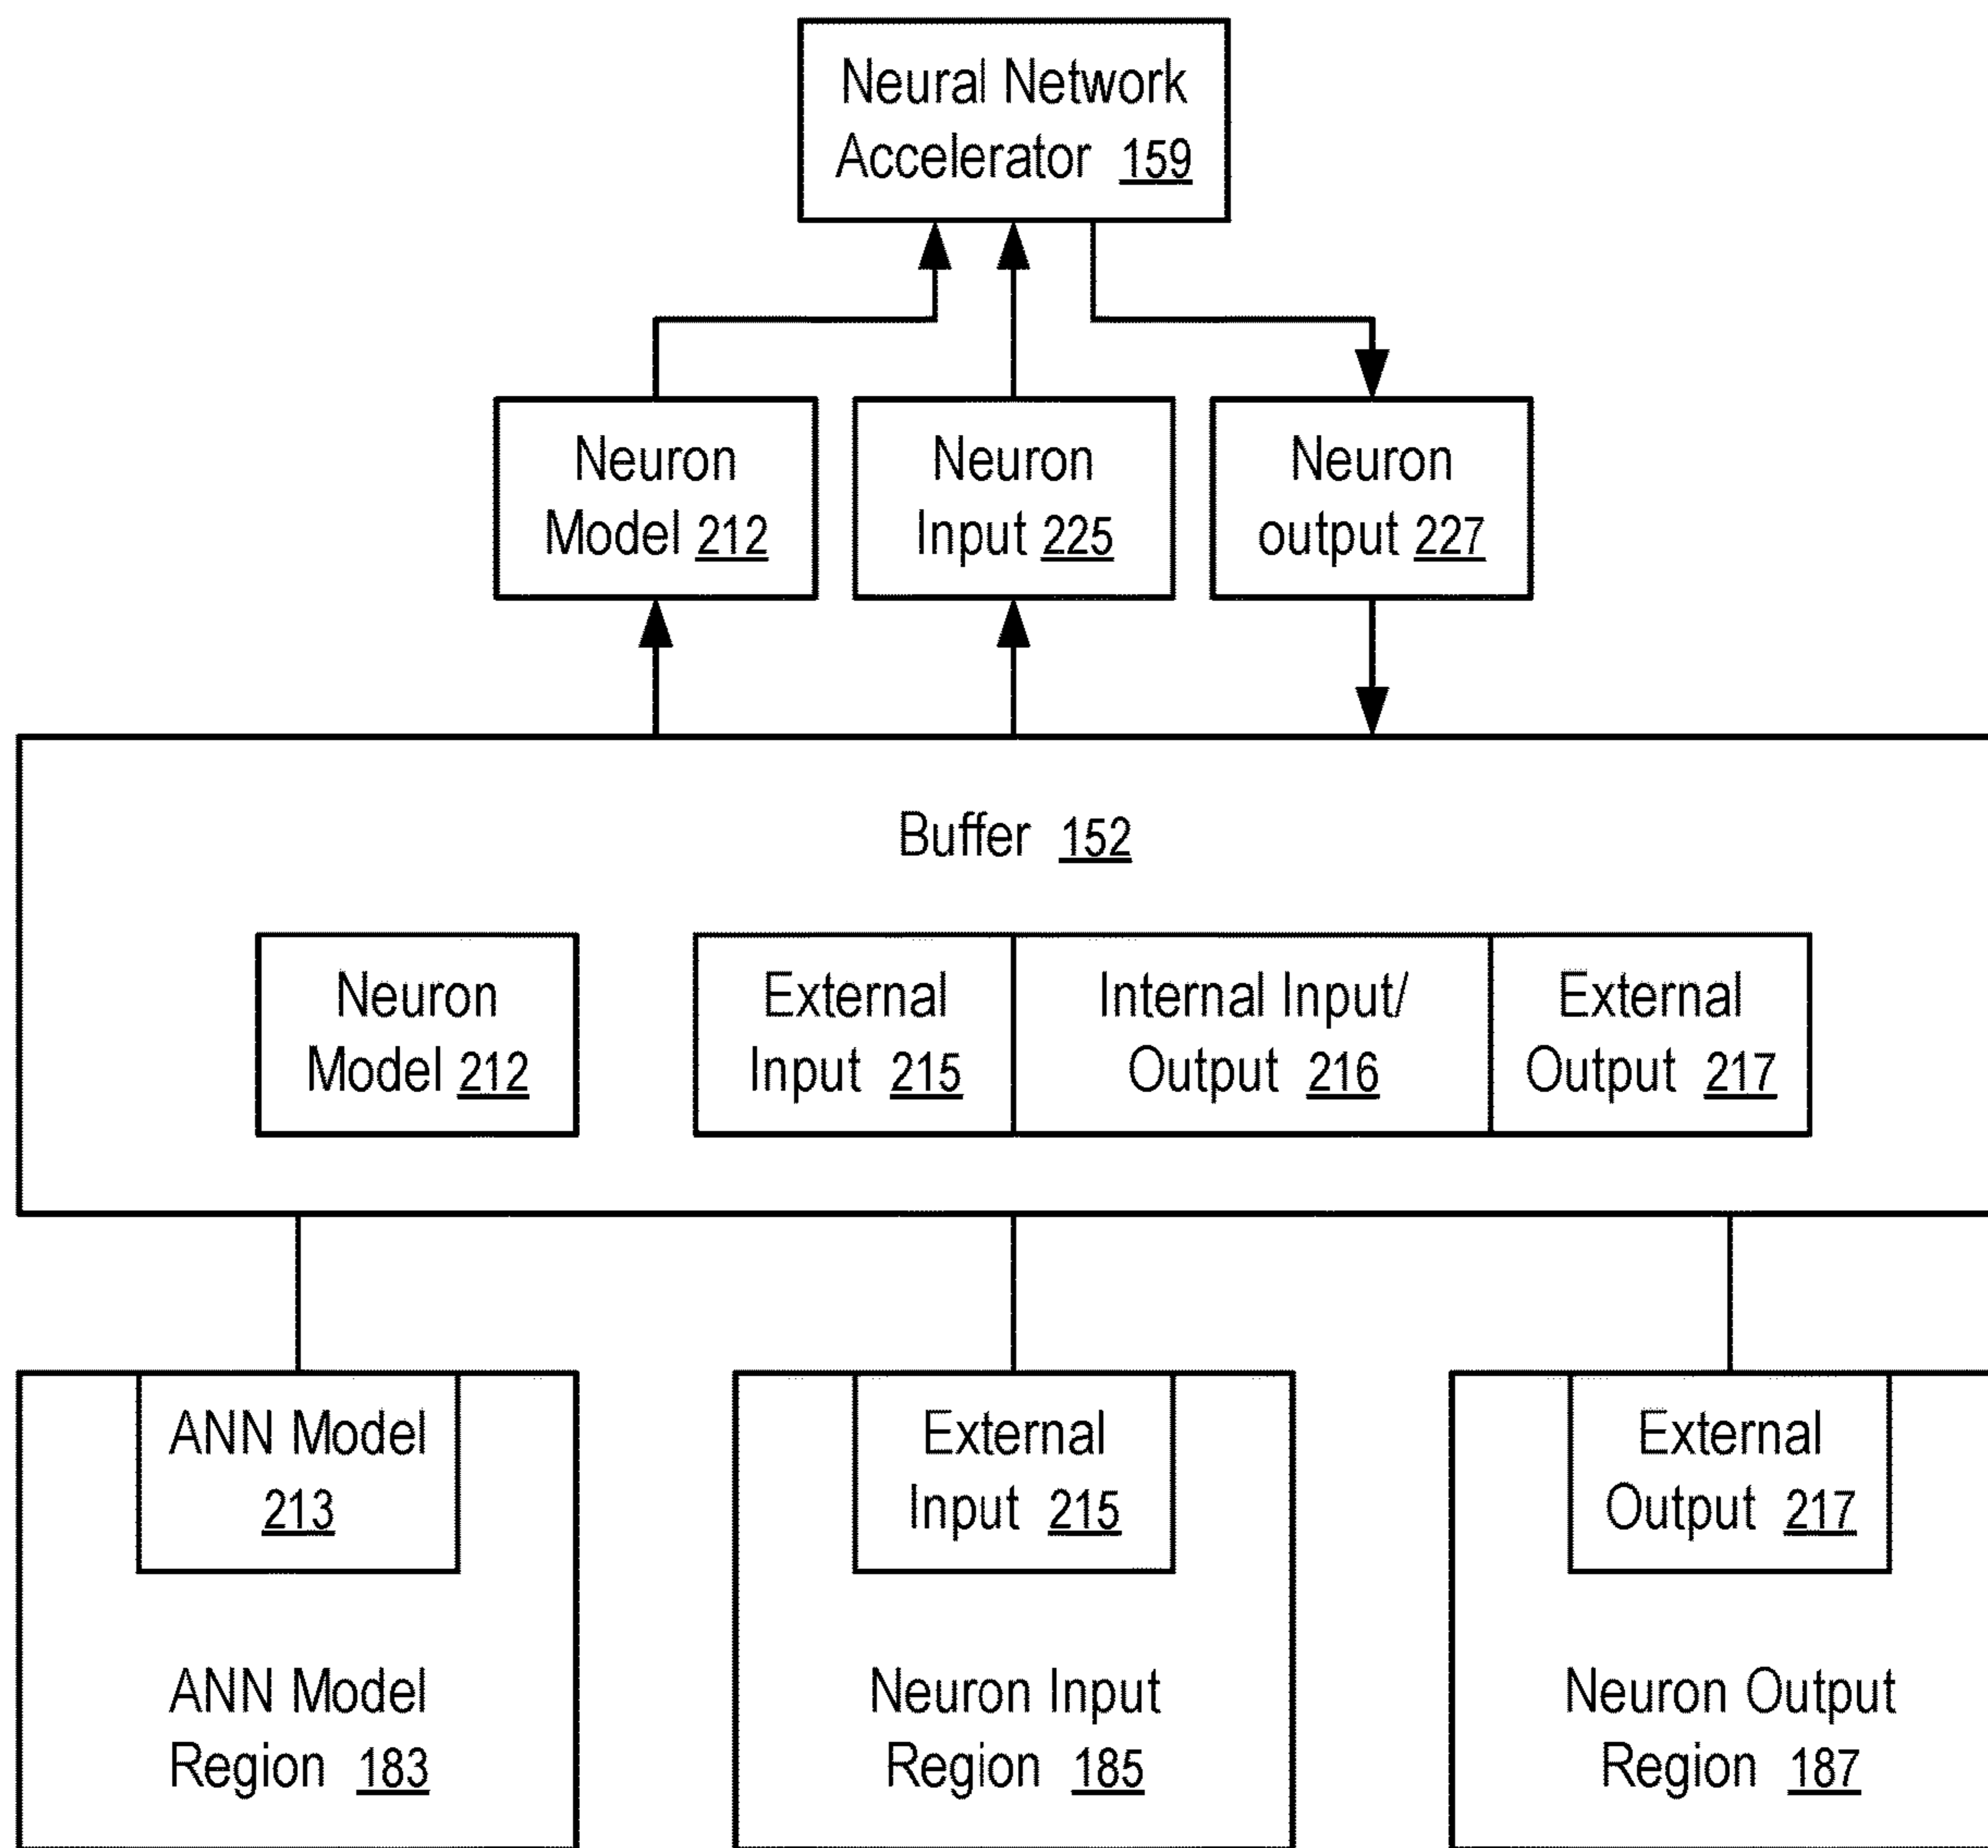 Neural Network
Accelerator 159
Neuron
Model 212
Neuron
Input 225
Neuron
output 227
Buffer 152
Neuron
Model 212
External
Input 215
Internal Input/
Output 216
External
Output 217
ANN Model
213
ANN Model
Region 183
External
Input 215
Neuron Input
Region 185
External
Output 217
Neuron Output
Region 187